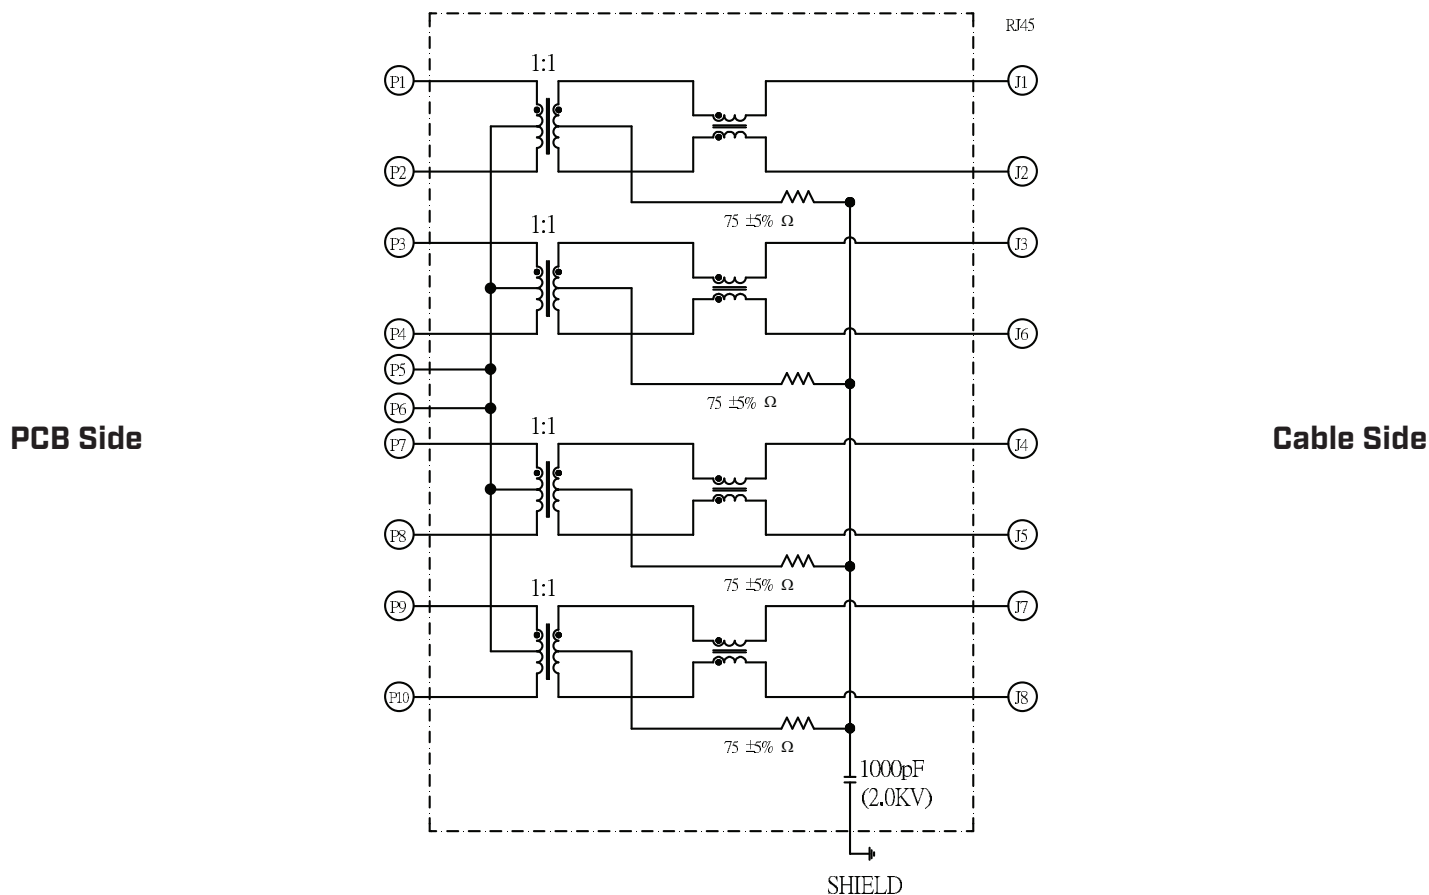 RJ45
1:1
P1
J1
P2
J2
75 ±5% Ω
1:1
P3
J3
P4
J6
P5
75 ±5% Ω
P6
1:1
PCB Side
Cable Side
P7
J4
P8
J5
75 ±5% Ω
1:1
P9
J7
P10
J8
75 ±5% Ω
1000pF
(2.0KV)
SHIELD